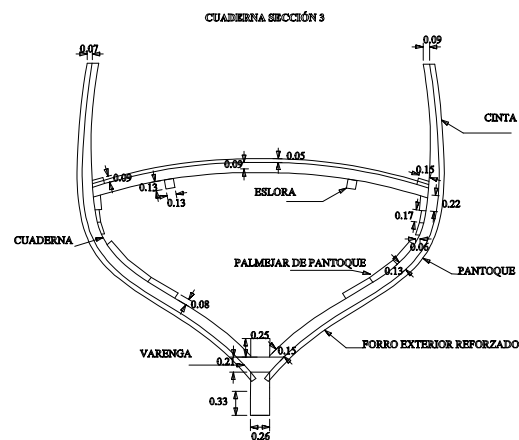 CUADERNA SECCIÓN 3
0.07
0.09
CINTA
0.05
0.09
0.09
0.13
0.13
ESLORA
0.15
0.22
0.17
CUADERNA
0.06
PALMEJAR DE PANTOQUE
0.13
PANTOQUE
0.08
0.25
0.15
FORRO EXTERIOR REFORZADO
VARENGA
0.21
0.33
0.26